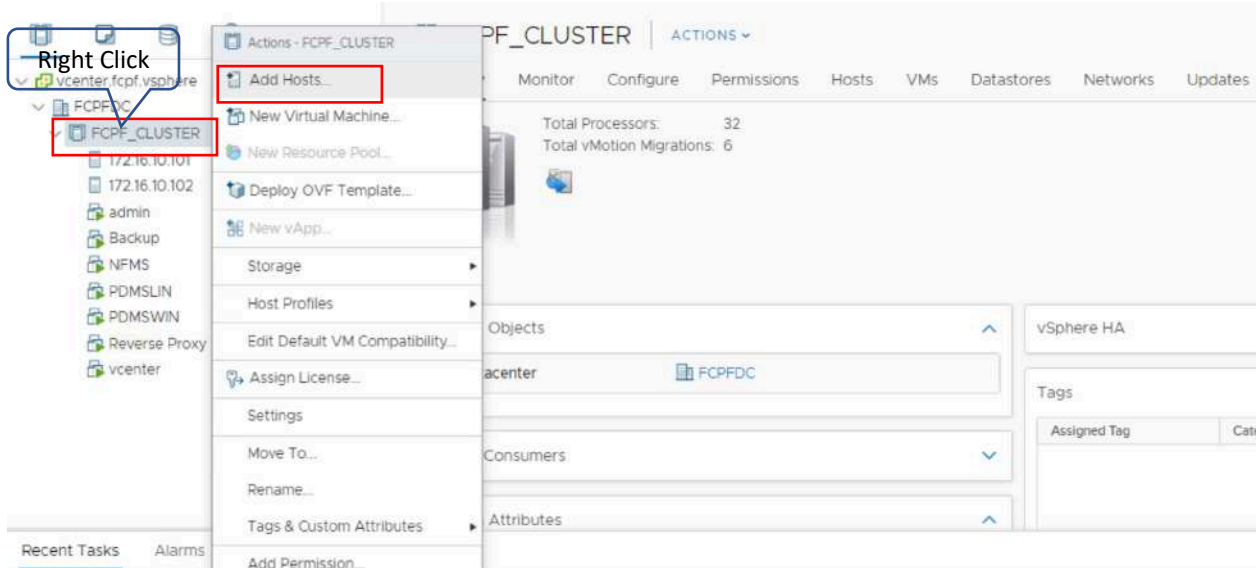 PF_CLUSTER
ACTIONS
Right Click
vcenter.fcpf.vsphere
FCPFDC
FCPF_CLUSTER
172.16.10.101
172.16.10.102
admin
Backup
NFMS
PDMSLIN
PDMSWIN
Reverse Proxy
vcenter
Actions - FCPF_CLUSTER
Add Hosts...
New Virtual Machine...
New Resource Pool...
Deploy OVF Template...
New vApp...
Storage
Host Profiles
Edit Default VM Compatibility...
Assign License...
Settings
Move To...
Rename...
Tags & Custom Attributes
Add Permission...
Monitor Configure Permissions Hosts VMs Datastores Networks Updates
Total Processors: 32
Total vMotion Migrations: 6
Objects
acenter FCPFDC
Consumers
Attributes
vSphere HA
Tags
Assigned Tag Cat
Recent Tasks Alarms